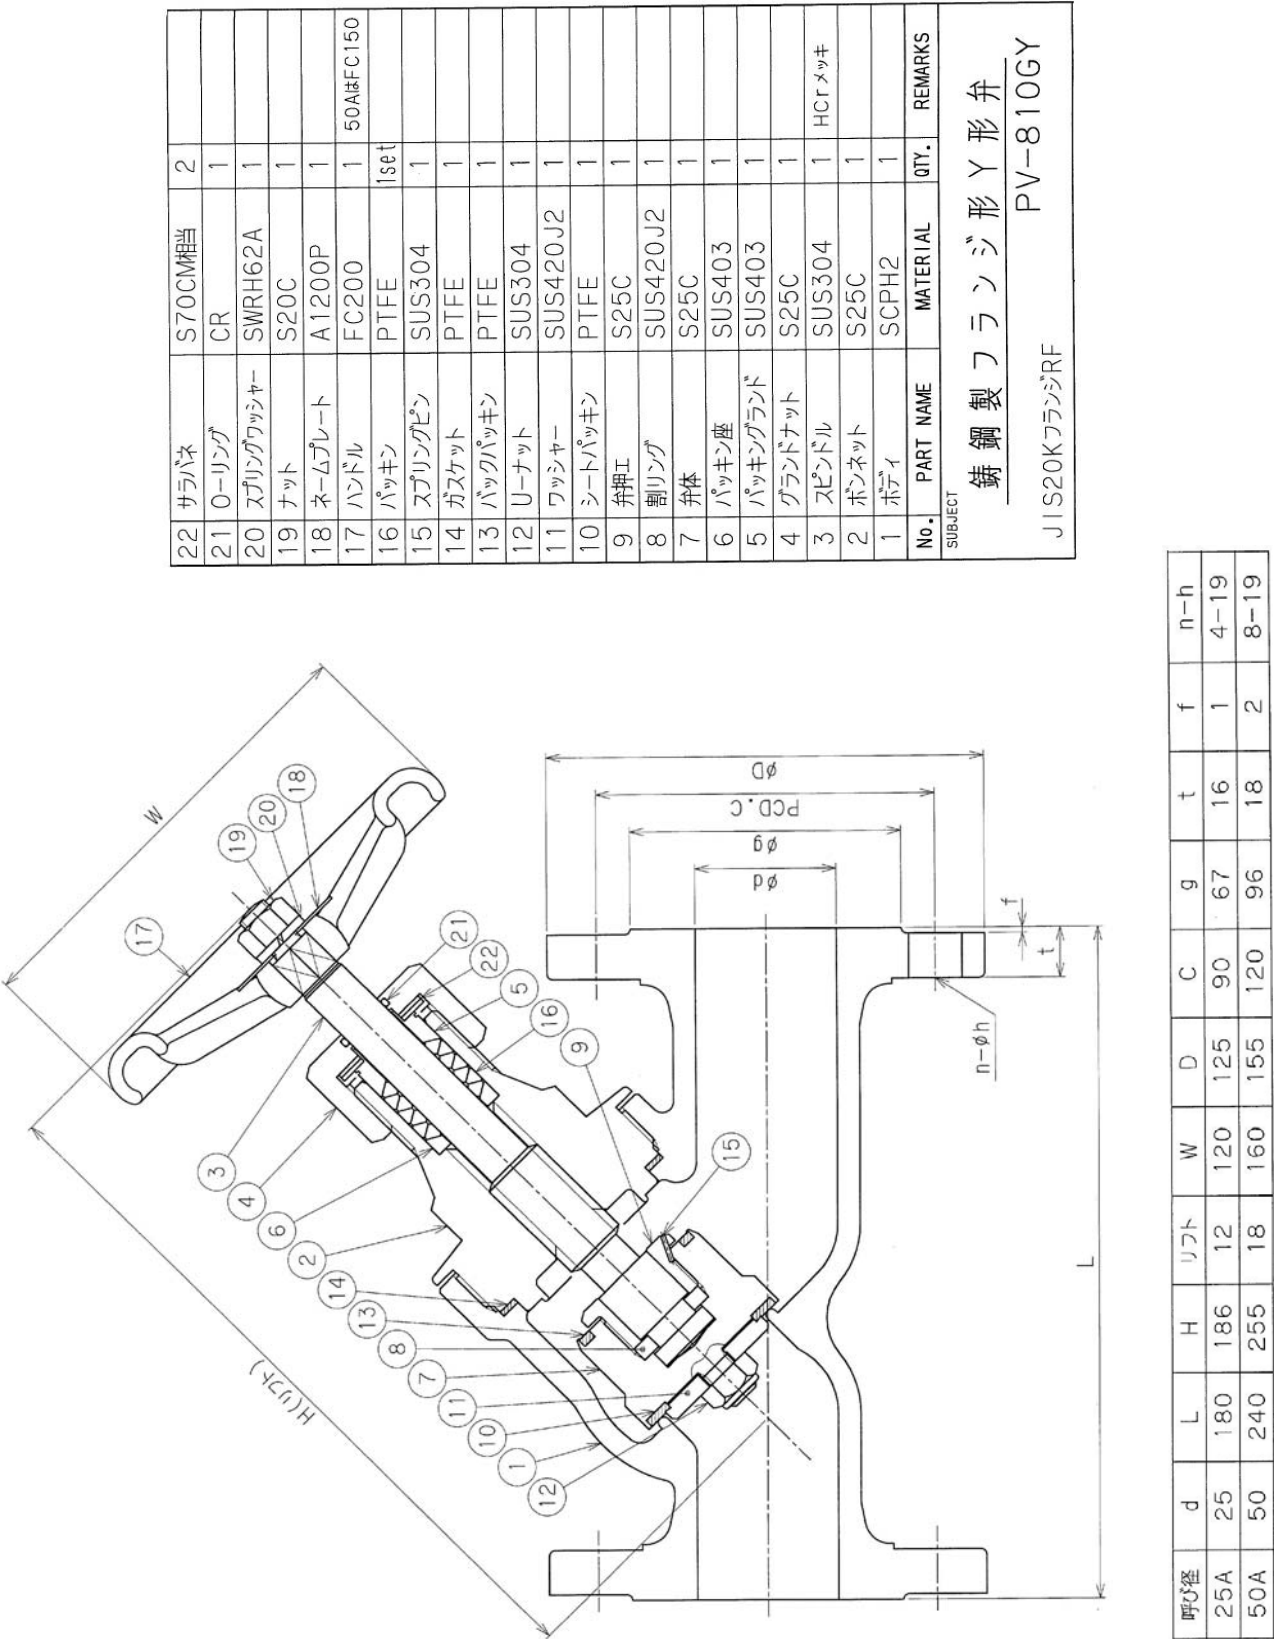 22 サラバネ S70CM相当 2
21 O-リング CR 1
20 スプリングワッシャー SWRH62A 1
19 ナット S20C 1
18 ネームプレート A1200P 1
17 ハンドル FC200 1 50AはFC150
16 パッキン PTFE 1set
15 スプリングピン SUS304 1
14 ガスケット PTFE 1
13 バックパッキン PTFE 1
12 U-ナット SUS304 1
11 ワッシャー SUS420J2 1
10 シートパッキン PTFE 1
9 弁押エ S25C 1
8 割リング SUS420J2 1
7 弁体 S25C 1
6 パッキン座 SUS403 1
5 パッキングランド SUS403 1
4 グランドナット S25C 1
3 スピンドル SUS304 1 HCrメッキ
2 ボンネット S25C 1
1 ボディ SCPH2 1
No. PART NAME MATERIAL QTY. REMARKS
SUBJECT
鋳鋼製フランジ形Y形弁
PV-810GY
JIS20KフランジRF
W
H(リフト)
17
19
20
18
21
22
5
16
9
15
3
4
6
2
14
13
8
7
11
10
1
12
øD
PCD.C
øg
ød
f
t
n-øh
L
呼び径 d L H リフト W D C g t f n-h
25A 25 180 186 12 120 125 90 67 16 1 4-19
50A 50 240 255 18 160 155 120 96 18 2 8-19